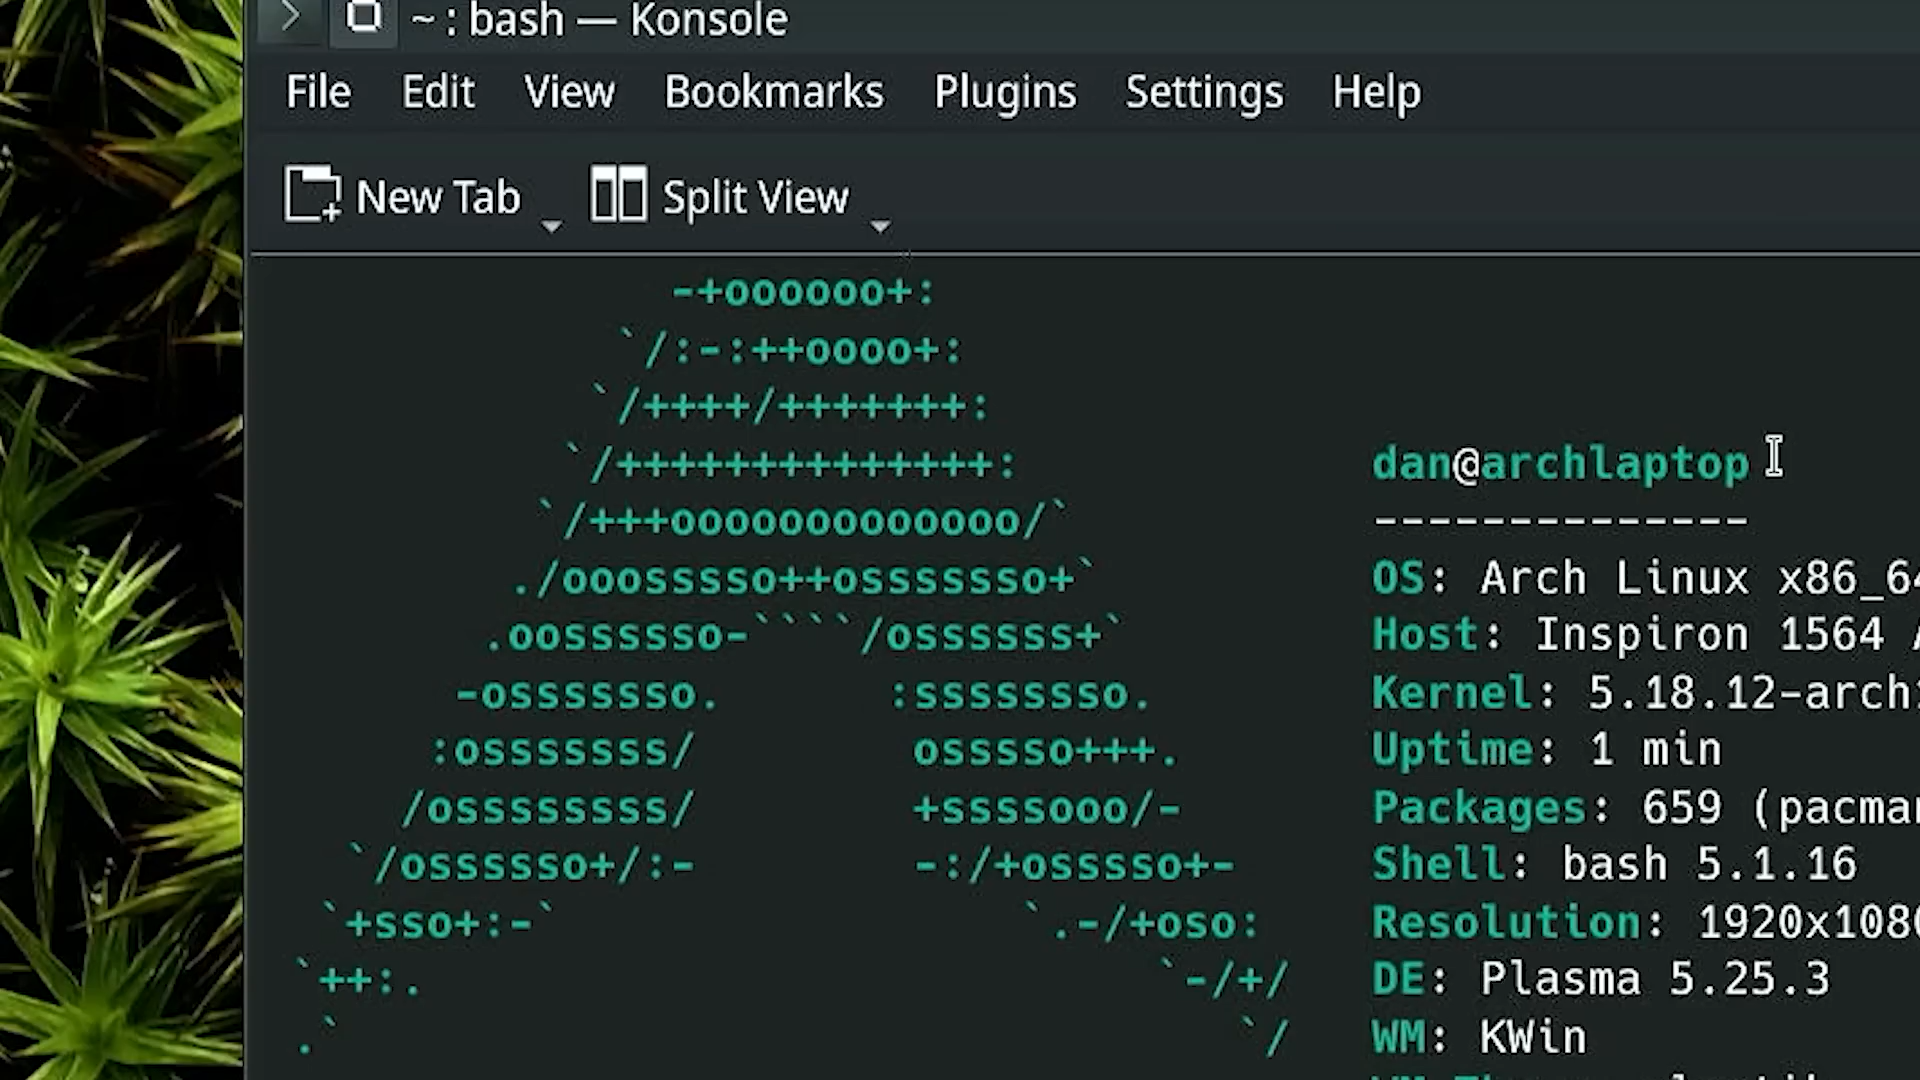 ~ : bash — Konsole
File Edit View Bookmarks Plugins Settings Help
New Tab Split View
-+oooooo+:
`/:-:++oooo+:
`/++++/+++++++:
`/++++++++++++++:
`/+++ooooooooooooo/`
./ooosssso++osssssso+`
.oossssso-````/ossssss+`
-osssssso. :ssssssso.
:osssssss/ osssso+++.
/ossssssss/ +ssssooo/-
`/ossssso+/:- -:/+osssso+-
`+sso+:-` `.-/+oso:
`++:. `-/+/
.` `/
dan@archlaptop
--------------
OS: Arch Linux x86_64
Host: Inspiron 1564
Kernel: 5.18.12-arch
Uptime: 1 min
Packages: 659 (pacman
Shell: bash 5.1.16
Resolution: 1920x1080
DE: Plasma 5.25.3
WM: KWin